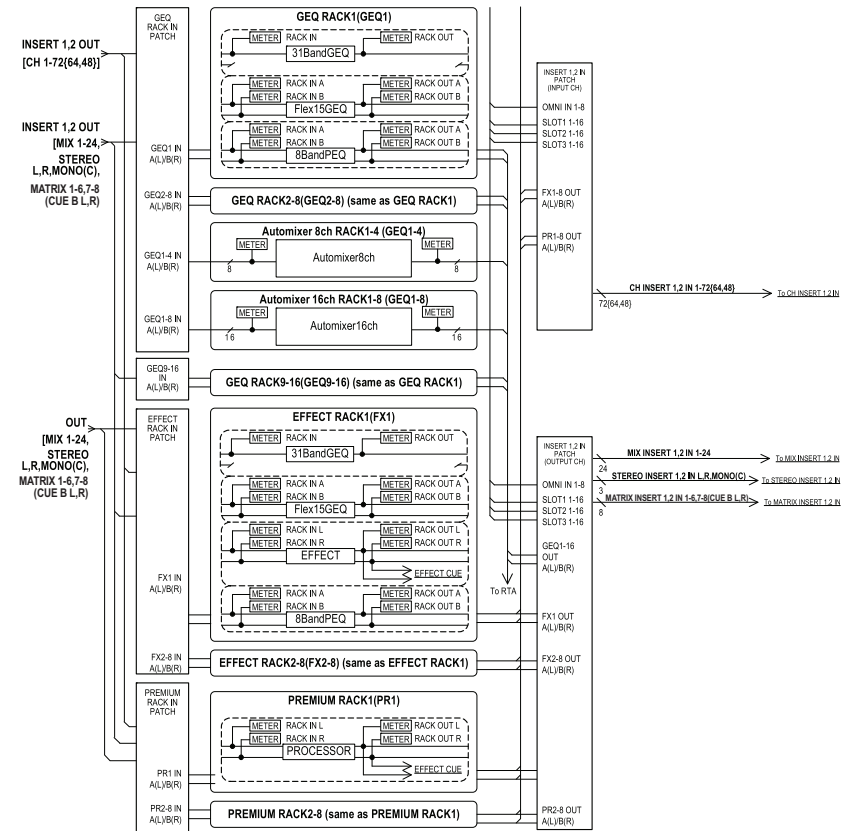 GEQ
RACK IN
PATCH
INSERT 1,2 OUT
[CH 1-72{64,48}]
INSERT 1,2 OUT
[MIX 1-24,
STEREO
L,R,MONO(C),
MATRIX 1-6,7-8
(CUE B L,R)
GEQ1 IN
A(L)/B(R)
GEQ2-8 IN
A(L)/B(R)
GEQ1-4 IN
A(L)/B(R)
GEQ1-8 IN
A(L)/B(R)
GEQ9-16
IN
A(L)/B(R)
GEQ RACK1(GEQ1)
METER RACK IN METER RACK OUT
31BandGEQ
METER RACK IN A METER RACK OUT A
METER RACK IN B METER RACK OUT B
Flex15GEQ
METER RACK IN A METER RACK OUT A
METER RACK IN B METER RACK OUT B
8BandPEQ
GEQ RACK2-8(GEQ2-8) (same as GEQ RACK1)
Automixer 8ch RACK1-4 (GEQ1-4)
METER METER
Automixer8ch
8 8
Automixer 16ch RACK1-8 (GEQ1-8)
METER METER
Automixer16ch
16 16
GEQ RACK9-16(GEQ9-16) (same as GEQ RACK1)
OUT
[MIX 1-24,
STEREO
L,R,MONO(C),
MATRIX 1-6,7-8
(CUE B L,R)
EFFECT
RACK IN
PATCH
FX1 IN
A(L)/B(R)
FX2-8 IN
A(L)/B(R)
EFFECT RACK1(FX1)
METER RACK IN METER RACK OUT
31BandGEQ
METER RACK IN A METER RACK OUT A
METER RACK IN B METER RACK OUT B
Flex15GEQ
METER RACK IN L METER RACK OUT L
METER RACK IN R METER RACK OUT R
EFFECT
EFFECT CUE
METER RACK IN A METER RACK OUT A
METER RACK IN B METER RACK OUT B
8BandPEQ
EFFECT RACK2-8(FX2-8) (same as EFFECT RACK1)
PREMIUM
RACK IN
PATCH
PR1 IN
A(L)/B(R)
PR2-8 IN
A(L)/B(R)
PREMIUM RACK1(PR1)
METER RACK IN L METER RACK OUT L
METER RACK IN R METER RACK OUT R
PROCESSOR
EFFECT CUE
PREMIUM RACK2-8 (same as PREMIUM RACK1)
To RTA
INSERT 1,2 IN
PATCH
(INPUT CH)
OMNI IN 1-8
SLOT1 1-16
SLOT2 1-16
SLOT3 1-16
FX1-8 OUT
A(L)/B(R)
PR1-8 OUT
A(L)/B(R)
CH INSERT 1,2 IN 1-72{64,48} To CH INSERT 1,2 IN
72{64,48}
INSERT 1,2 IN
PATCH
(OUTPUT CH)
MIX INSERT 1,2 IN 1-24 To MIX INSERT 1,2 IN
24
STEREO INSERT 1,2 IN L,R,MONO(C) To STEREO INSERT 1,2 IN
3
MATRIX INSERT 1,2 IN 1-6,7-8(CUE B L,R) To MATRIX INSERT 1,2 IN
8
OMNI IN 1-8
SLOT1 1-16
SLOT2 1-16
SLOT3 1-16
GEQ1-16
OUT
A(L)/B(R)
FX1 OUT
A(L)/B(R)
FX2-8 OUT
A(L)/B(R)
PR2-8 OUT
A(L)/B(R)